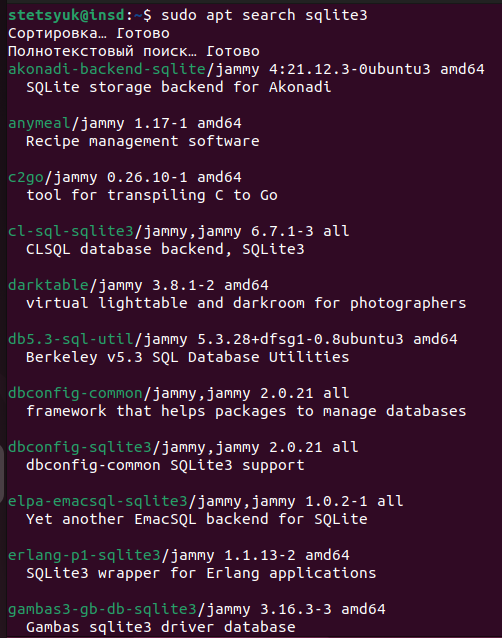 stetsyuk@insd:~$ sudo apt search sqlite3
Сортировка… Готово
Полнотекстовый поиск… Готово
akonadi-backend-sqlite/jammy 4:21.12.3-0ubuntu3 amd64
SQLite storage backend for Akonadi
anymeal/jammy 1.17-1 amd64
Recipe management software
c2go/jammy 0.26.10-1 amd64
tool for transpiling C to Go
cl-sql-sqlite3/jammy,jammy 6.7.1-3 all
CLSQL database backend, SQLite3
darktable/jammy 3.8.1-2 amd64
virtual lighttable and darkroom for photographers
db5.3-sql-util/jammy 5.3.28+dfsg1-0.8ubuntu3 amd64
Berkeley v5.3 SQL Database Utilities
dbconfig-common/jammy,jammy 2.0.21 all
framework that helps packages to manage databases
dbconfig-sqlite3/jammy,jammy 2.0.21 all
dbconfig-common SQLite3 support
elpa-emacsql-sqlite3/jammy,jammy 1.0.2-1 all
Yet another EmacSQL backend for SQLite
erlang-p1-sqlite3/jammy 1.1.13-2 amd64
SQLite3 wrapper for Erlang applications
gambas3-gb-db-sqlite3/jammy 3.16.3-3 amd64
Gambas sqlite3 driver database